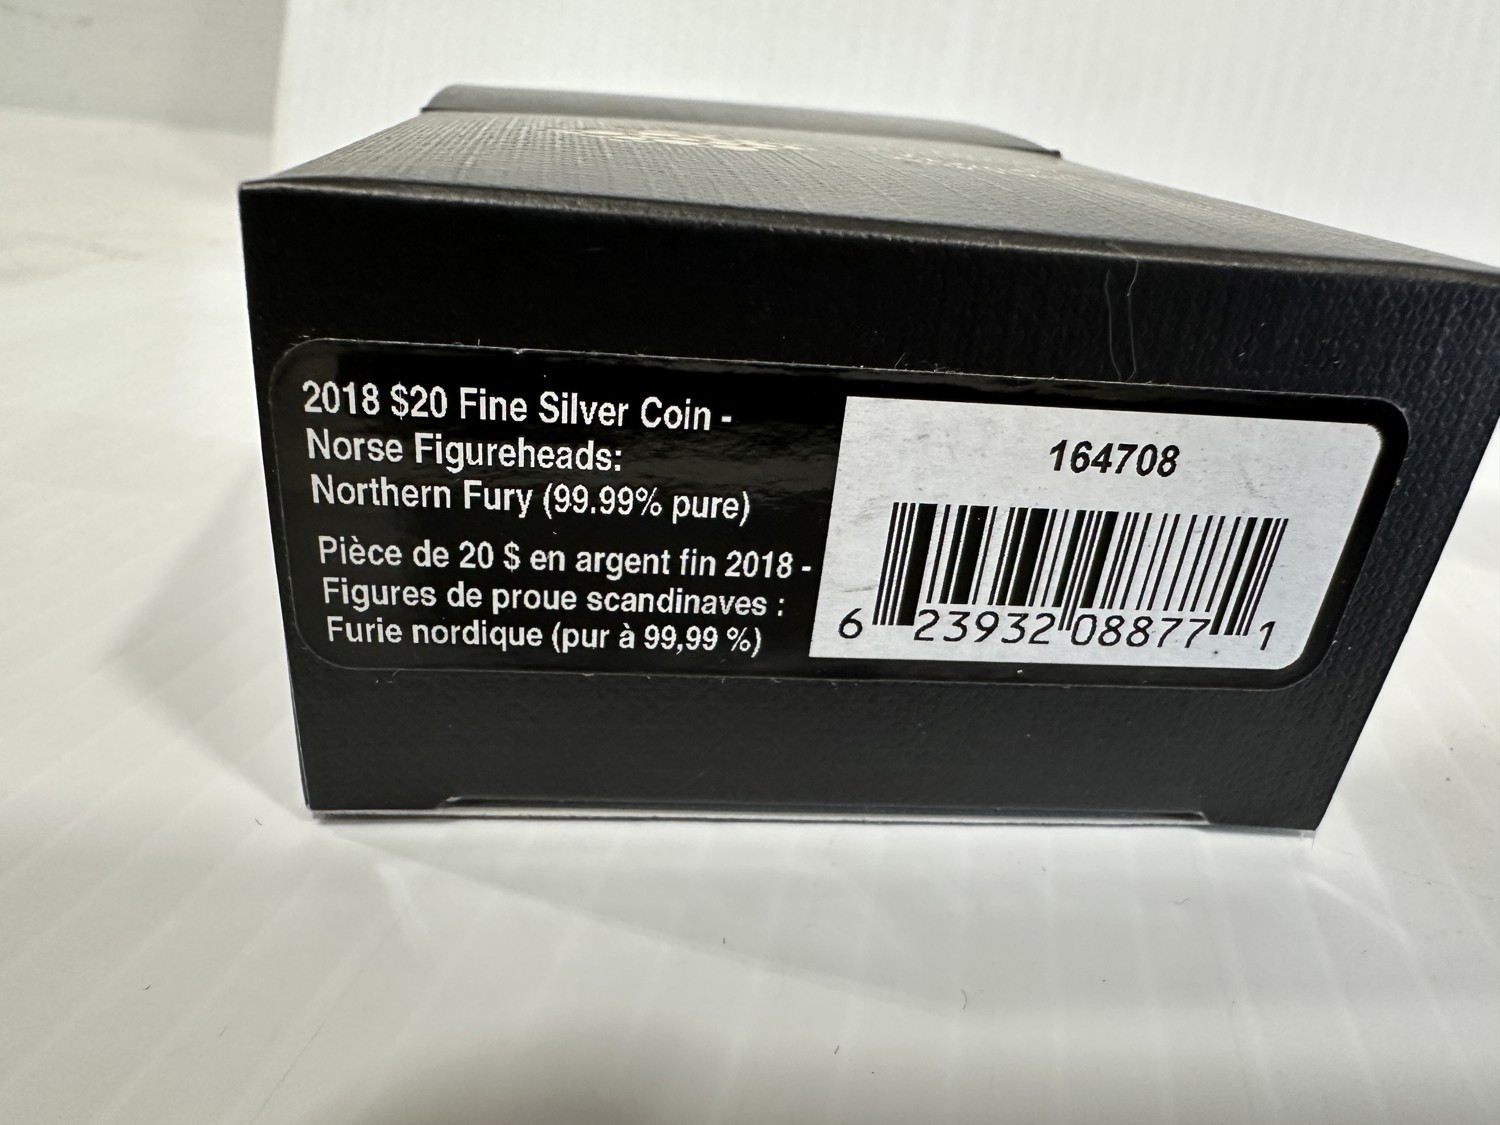 2018 $20 Fine Silver Coin -
Norse Figureheads:
Northern Fury (99.99% pure)
Pièce de 20 $ en argent fin 2018 -
Figures de proue scandinaves :
Furie nordique (pur à 99,99 %)
164708
6 23932 08877 1